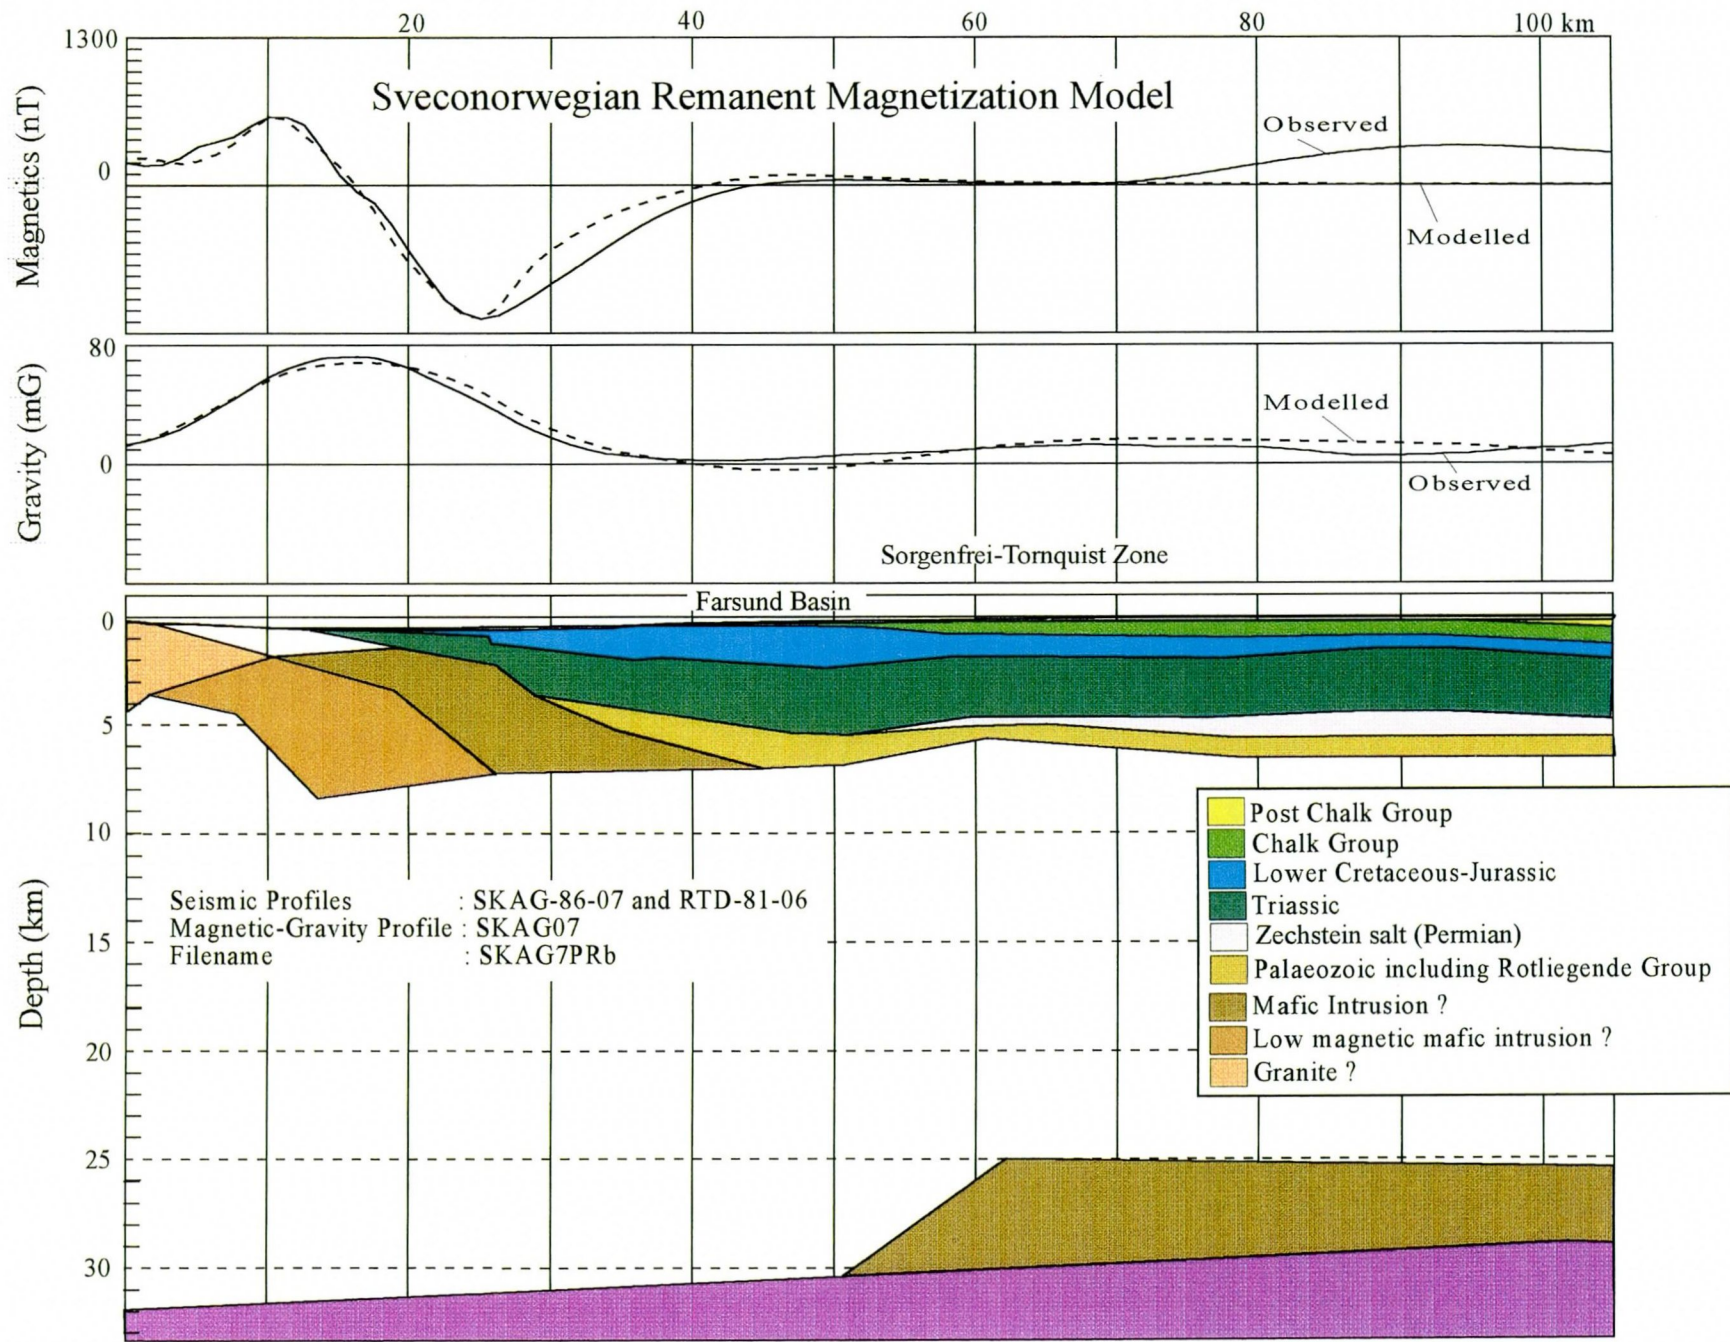 20 40 60 80 100 km
1300
Sveconorwegian Remanent Magnetization Model
Magnetics (nT)
Observed
0
Modelled
80
Gravity (mG)
Modelled
0
Observed
Sorgenfrei-Tornquist Zone
Farsund Basin
0
5
10
15
20
25
30
Depth (km)
Seismic Profiles : SKAG-86-07 and RTD-81-06
Magnetic-Gravity Profile : SKAG07
Filename : SKAG7PRb
Post Chalk Group
Chalk Group
Lower Cretaceous-Jurassic
Triassic
Zechstein salt (Permian)
Palaeozoic including Rotliegende Group
Mafic Intrusion ?
Low magnetic mafic intrusion ?
Granite ?